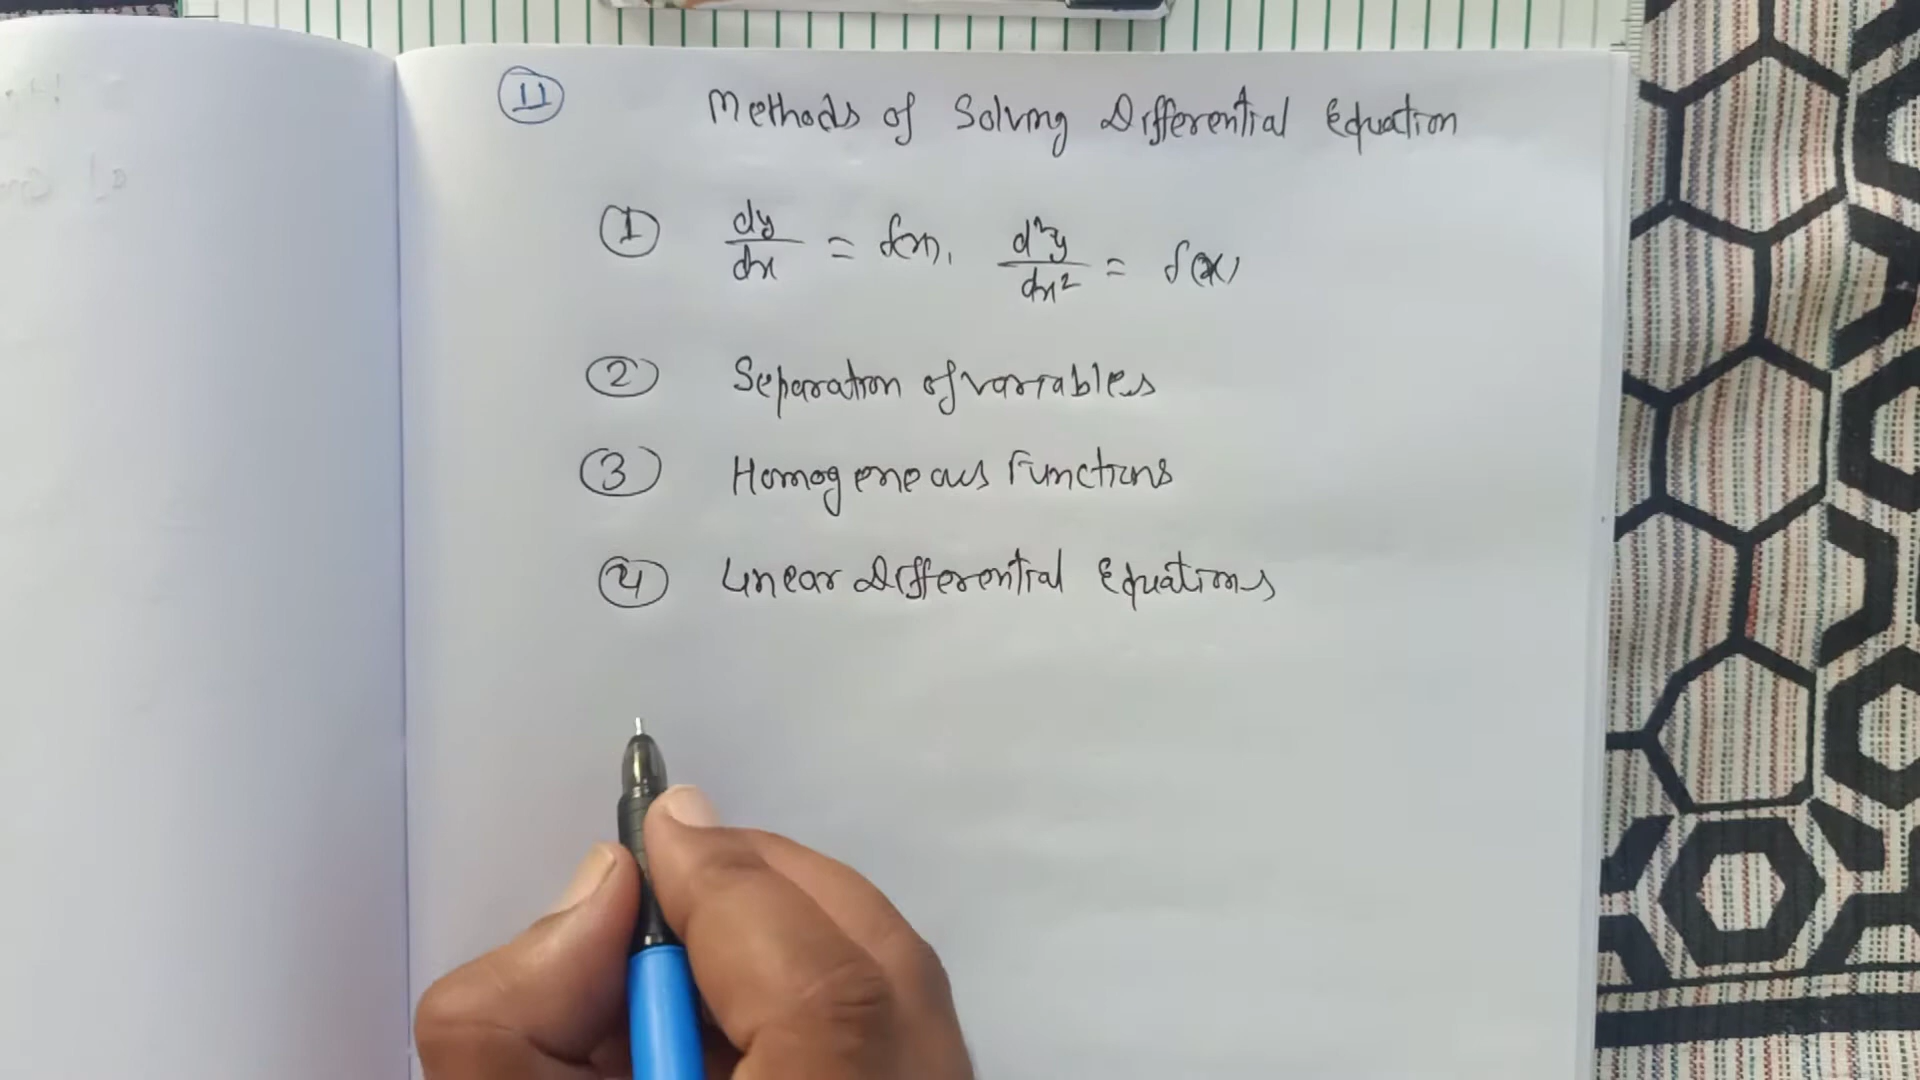 11 Methods of Solving Differential Equation
1 dy/dx = f(x), d²y/dx² = f(x)
2 Separation of variables
3 Homogeneous Functions
4 Linear Differential Equations